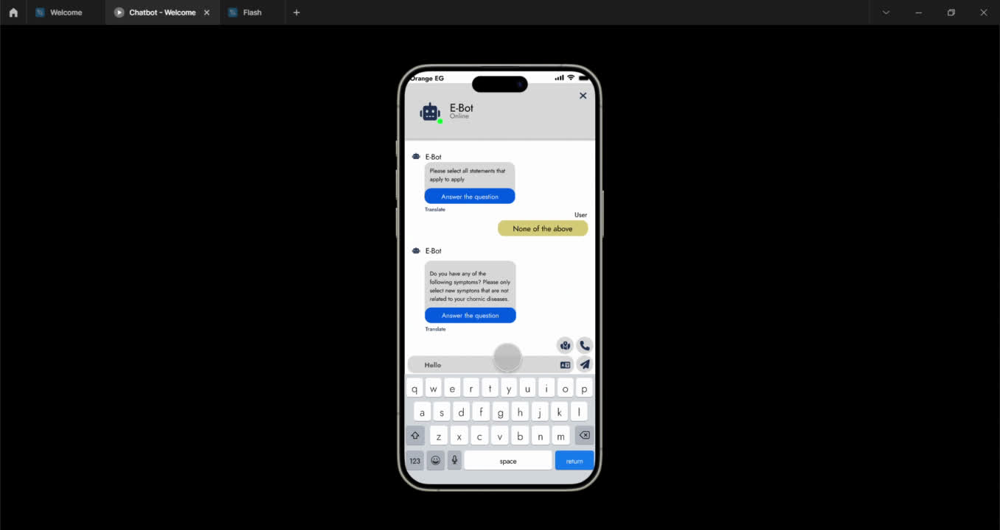 Welcome
Chatbot - Welcome
Flash
Orange EG
E-Bot
Online
E-Bot
Please select all statements that
apply to apply
Answer the question
Translate
User
None of the above
E-Bot
Do you have any of the
following symptoms? Please only
select new symptons that are not
related to your chornic diseases.
Answer the question
Translate
Hello
q w e r t y u i o p
a s d f g h j k l
z x c v b n m
123 space return